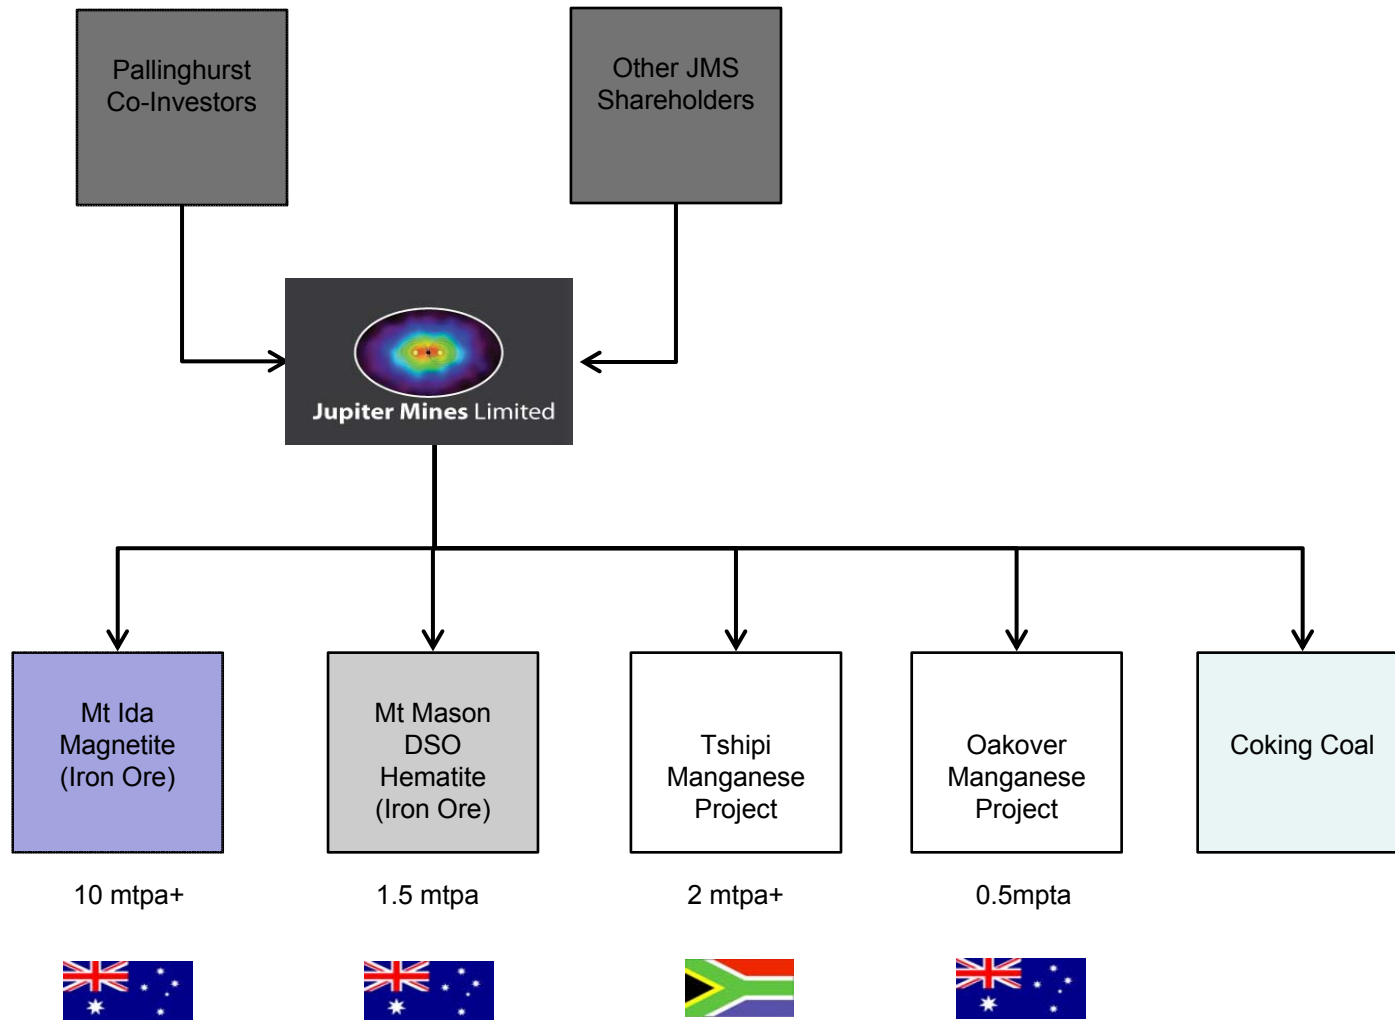 Pallinghurst
Co-Investors
Other JMS
Shareholders
Jupiter Mines Limited
Mt Ida
Magnetite
(Iron Ore)
Mt Mason
DSO
Hematite
(Iron Ore)
Tshipi
Manganese
Project
Oakover
Manganese
Project
Coking Coal
10 mtpa+
1.5 mtpa
2 mtpa+
0.5mpta